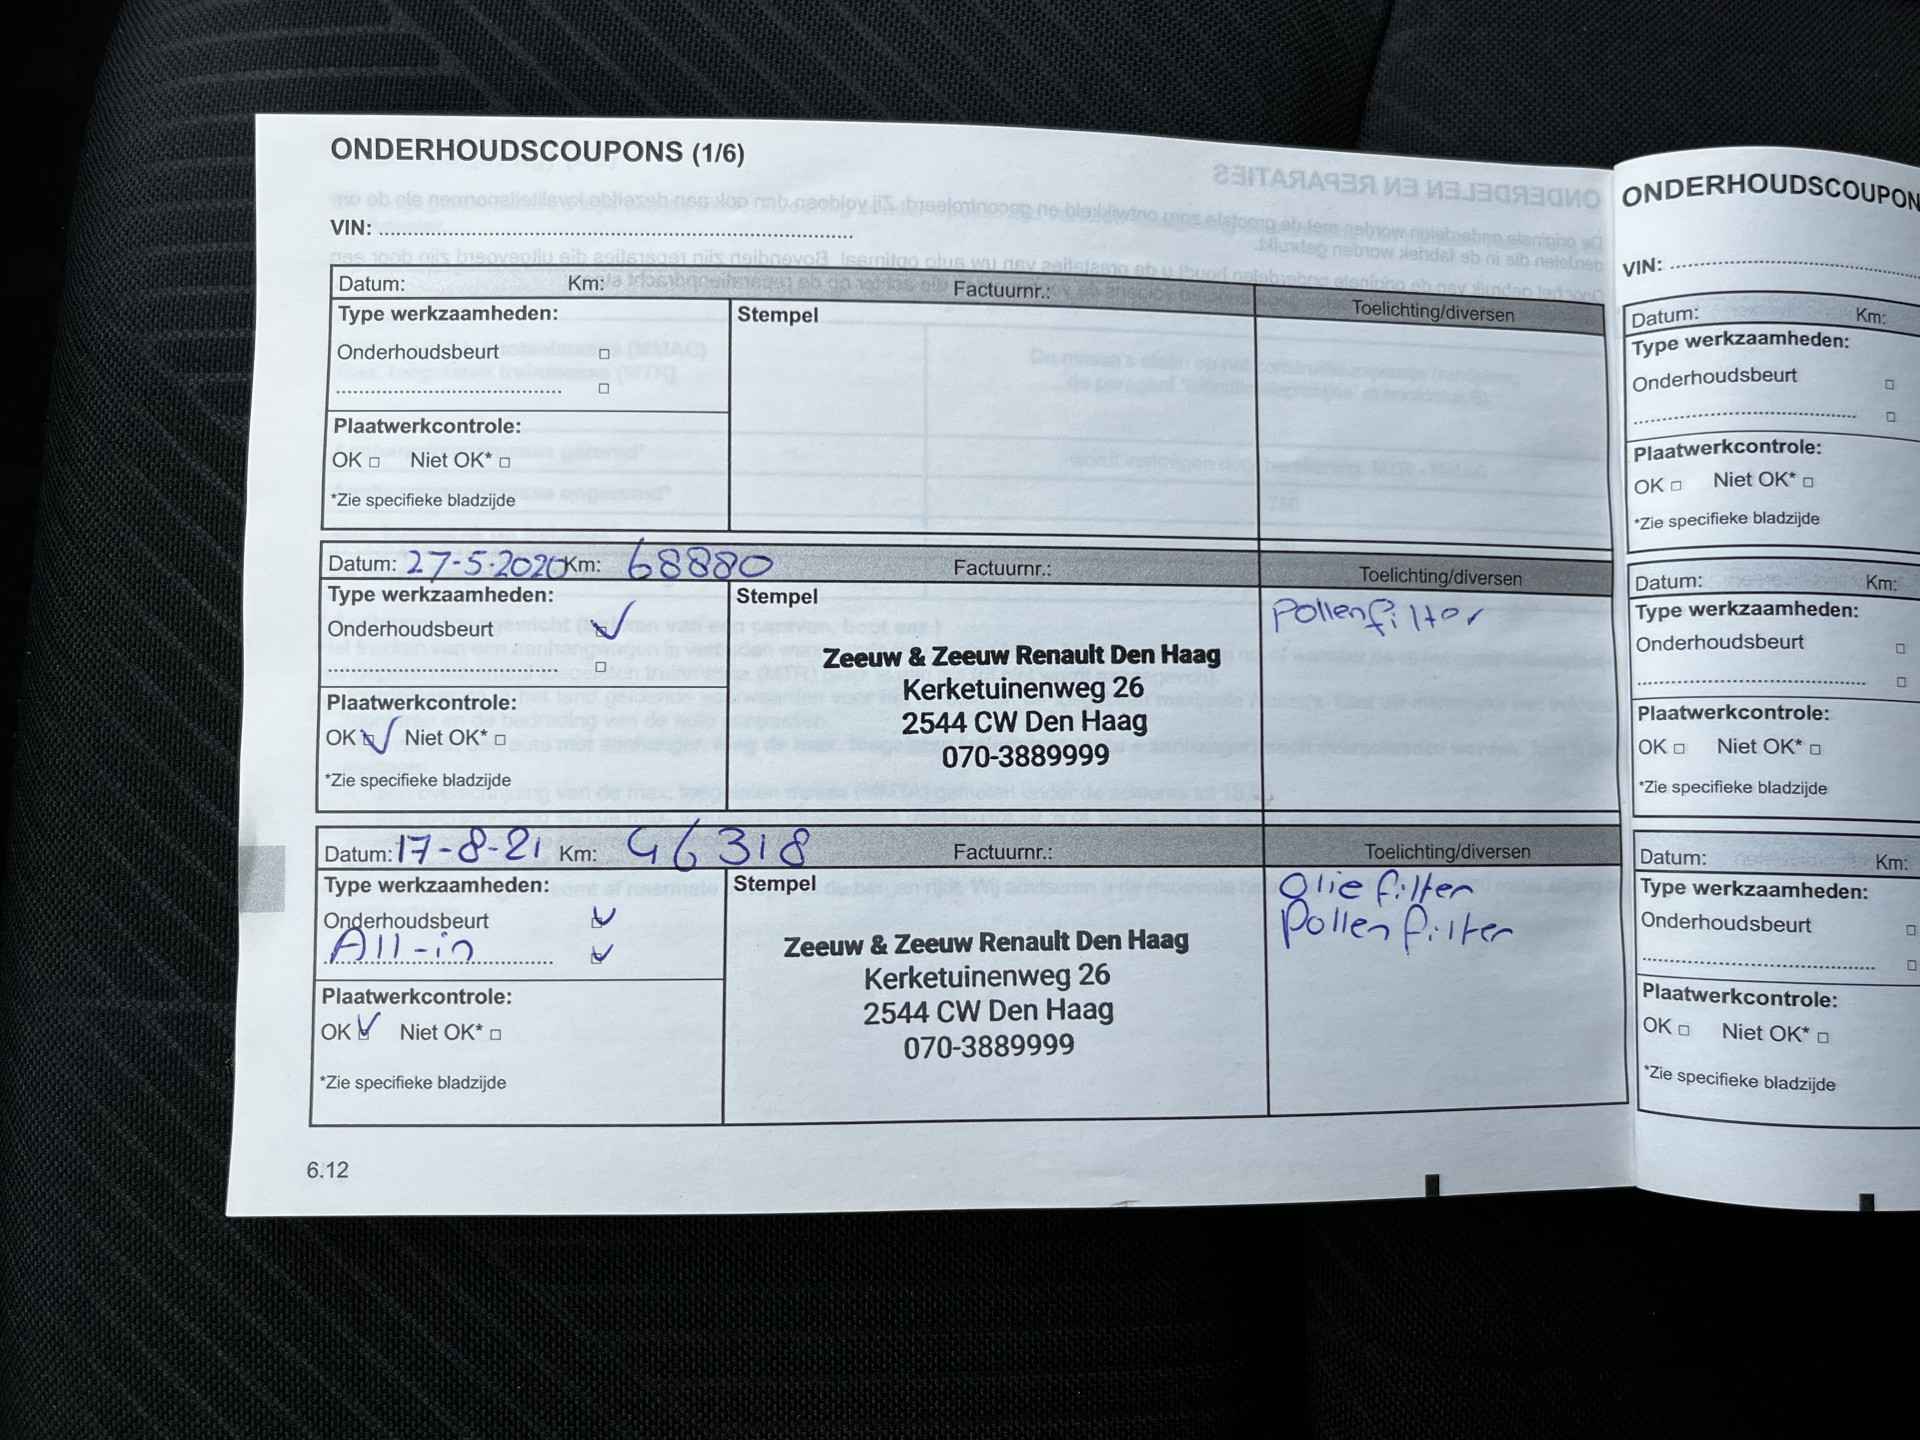 ONDERHOUDSCOUPONS (1/6)
VIN:
Datum: Km: Factuurnr.: Toelichting/diversen
Type werkzaamheden: Stempel
Onderhoudsbeurt
Plaatwerkcontrole:
OK Niet OK*
*Zie specifieke bladzijde
Datum: 27-5-2020 Km: 68880 Factuurnr.: Toelichting/diversen
Type werkzaamheden: Stempel Pollenfilter
Onderhoudsbeurt
Zeeuw & Zeeuw Renault Den Haag
Kerketuinenweg 26
2544 CW Den Haag
070-3889999
Plaatwerkcontrole:
OK Niet OK*
*Zie specifieke bladzijde
Datum: 17-8-21 Km: 96318 Factuurnr.: Toelichting/diversen
Type werkzaamheden: Stempel Oliefilter
Onderhoudsbeurt Pollenfilter
All-in
Zeeuw & Zeeuw Renault Den Haag
Kerketuinenweg 26
2544 CW Den Haag
070-3889999
Plaatwerkcontrole:
OK Niet OK*
*Zie specifieke bladzijde
6.12
ONDERHOUDSCOUPON
VIN:
Datum: Km:
Type werkzaamheden:
Onderhoudsbeurt
Plaatwerkcontrole:
OK Niet OK*
*Zie specifieke bladzijde
Datum: Km:
Type werkzaamheden:
Onderhoudsbeurt
Plaatwerkcontrole:
OK Niet OK*
*Zie specifieke bladzijde
Datum: Km:
Type werkzaamheden:
Onderhoudsbeurt
Plaatwerkcontrole:
OK Niet OK*
*Zie specifieke bladzijde